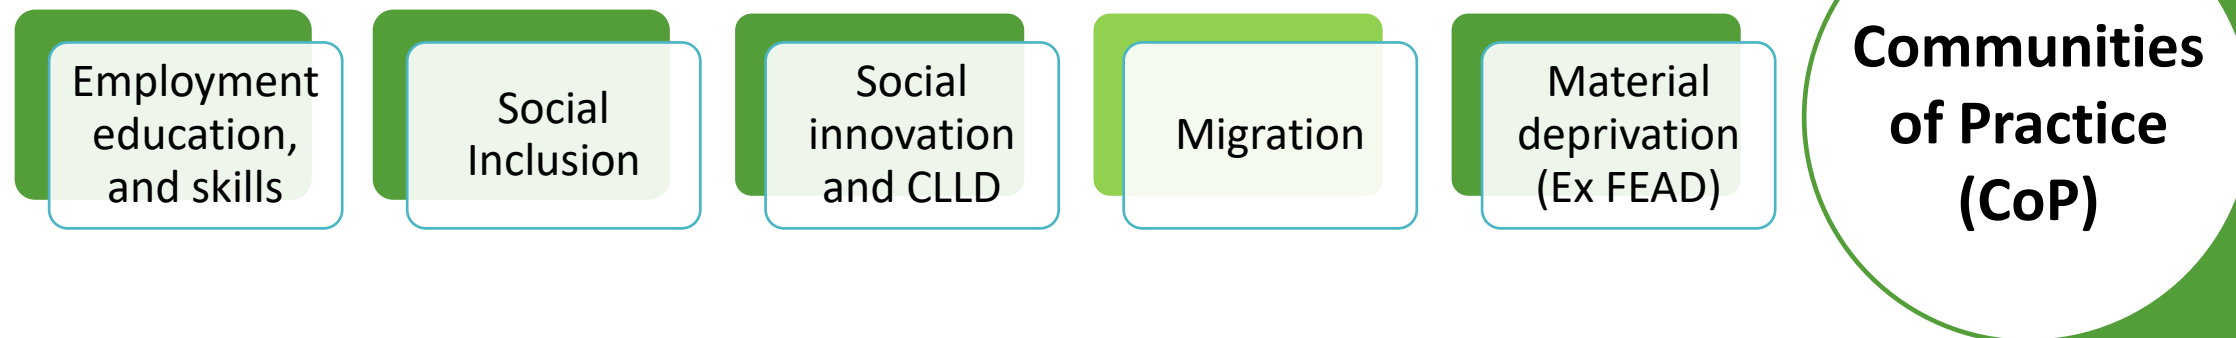 Employment
education,
and skills
Social
Inclusion
Social
innovation
and CLLD
Migration
Material
deprivation
(Ex FEAD)
Communities
of Practice
(CoP)